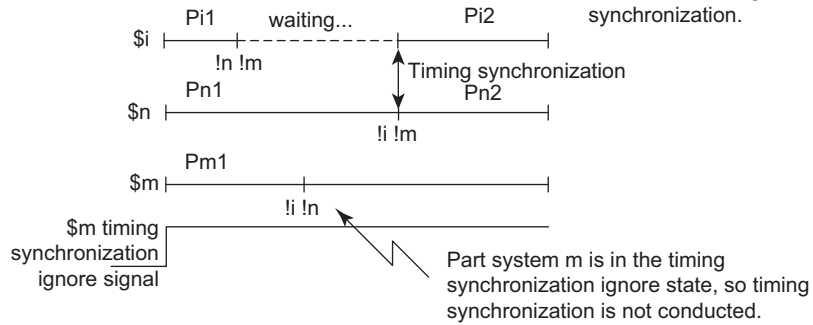 Pi1
waiting...
Pi2
synchronization.
$i
!n !m
Timing synchronization
Pn1
Pn2
$n
!i !m
Pm1
$m
!i !n
$m timing
synchronization
ignore signal
Part system m is in the timing
synchronization ignore state, so timing
synchronization is not conducted.